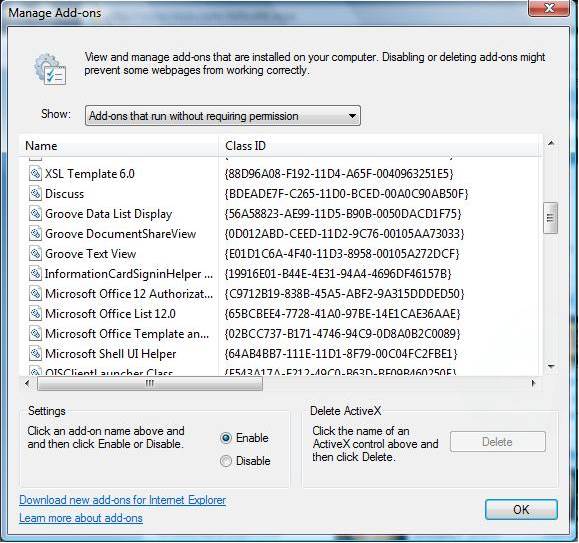 Manage Add-ons
View and manage add-ons that are installed on your computer. Disabling or deleting add-ons might
prevent some webpages from working correctly.
Show: Add-ons that run without requiring permission
Name Class ID
XSL Template 6.0 {88D96A08-F192-11D4-A65F-0040963251E5}
Discuss {BDEADE7F-C265-11D0-BCED-00A0C90AB50F}
Groove Data List Display {56A58823-AE99-11D5-B90B-0050DACD1F75}
Groove DocumentShareView {0D012ABD-CEED-11D2-9C76-00105AA73033}
Groove Text View {E01D1C6A-4F40-11D3-8958-00105A272DCF}
InformationCardSigninHelper ... {19916E01-B44E-4E31-94A4-4696DF46157B}
Microsoft Office 12 Authorizat... {C9712B19-838B-45A5-ABF2-9A315DDDED50}
Microsoft Office List 12.0 {65BCBEE4-7728-41A0-97BE-14E1CAE36AAE}
Microsoft Office Template an... {02BCC737-B171-4746-94C9-0D8A0B2C0089}
Microsoft Shell UI Helper {64AB4BB7-111E-11D1-8F79-00C04FC2FBE1}
OISClientLauncher Class
Settings
Click an add-on name above and
and then click Enable or Disable.
Enable
Disable
Delete ActiveX
Click the name of an
ActiveX control above and
then click Delete.
Delete
Download new add-ons for Internet Explorer
Learn more about add-ons
OK